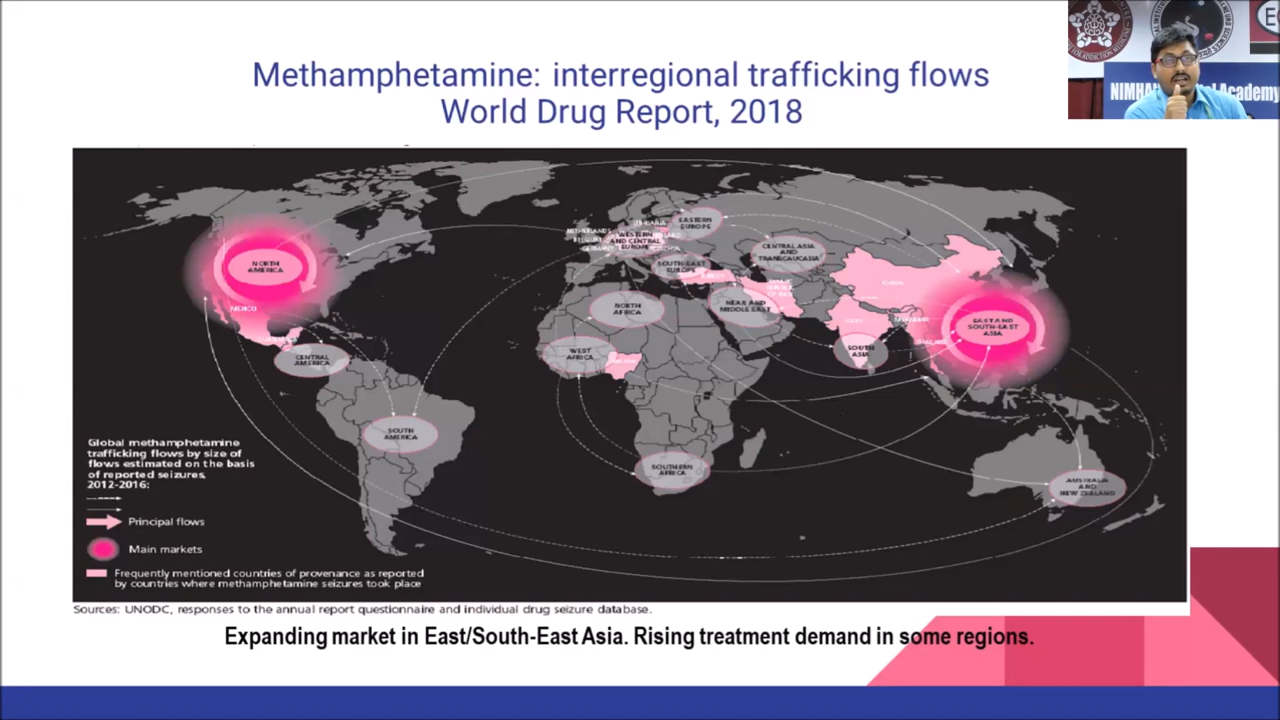 Methamphetamine: interregional trafficking flows
World Drug Report, 2018
NIMHANS
Academy
NORTH
AMERICA
MEXICO
CENTRAL
AMERICA
SOUTH
AMERICA
NETHERLANDS
WESTERN
AND CENTRAL
EUROPE
EASTERN
EUROPE
SOUTH-EAST
EUROPE
CENTRAL ASIA
AND
TRANSCAUCASIA
NORTH
AFRICA
NEAR AND
MIDDLE EAST
WEST
AFRICA
SOUTH
ASIA
EAST AND
SOUTH-EAST
ASIA
SOUTHERN
AFRICA
AUSTRALIA
AND
NEW ZEALAND
Global methamphetamine
trafficking flows by size of
flows estimated on the basis
of reported seizures,
2012-2016:
Principal flows
Main markets
Frequently mentioned countries of provenance as reported
by countries where methamphetamine seizures took place
Sources: UNODC, responses to the annual report questionnaire and individual drug seizure database.
Expanding market in East/South-East Asia. Rising treatment demand in some regions.